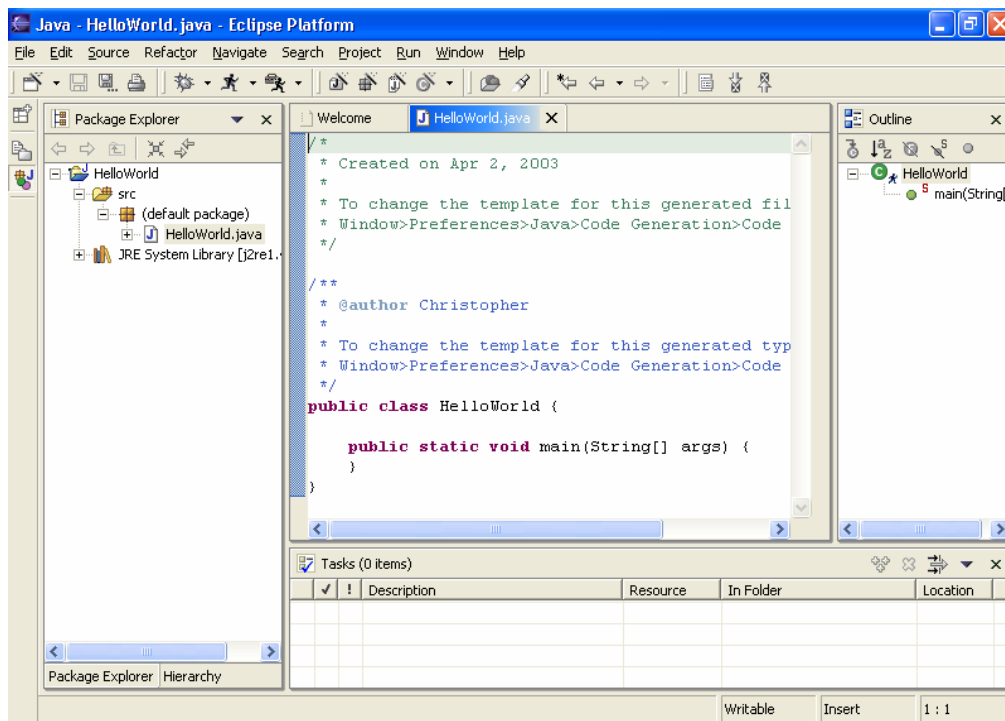 Java - HelloWorld.java - Eclipse Platform
File Edit Source Refactor Navigate Search Project Run Window Help
Package Explorer
HelloWorld
src
(default package)
HelloWorld.java
JRE System Library [j2re1.
Package Explorer Hierarchy
Welcome HelloWorld.java
/*
* Created on Apr 2, 2003
*
* To change the template for this generated fil
* Window>Preferences>Java>Code Generation>Code
*/
/**
* @author Christopher
*
* To change the template for this generated typ
* Window>Preferences>Java>Code Generation>Code
*/
public class HelloWorld {
public static void main(String[] args) {
}
}
Outline
HelloWorld
main(String[
Tasks (0 items)
! Description Resource In Folder Location
Writable Insert 1 : 1